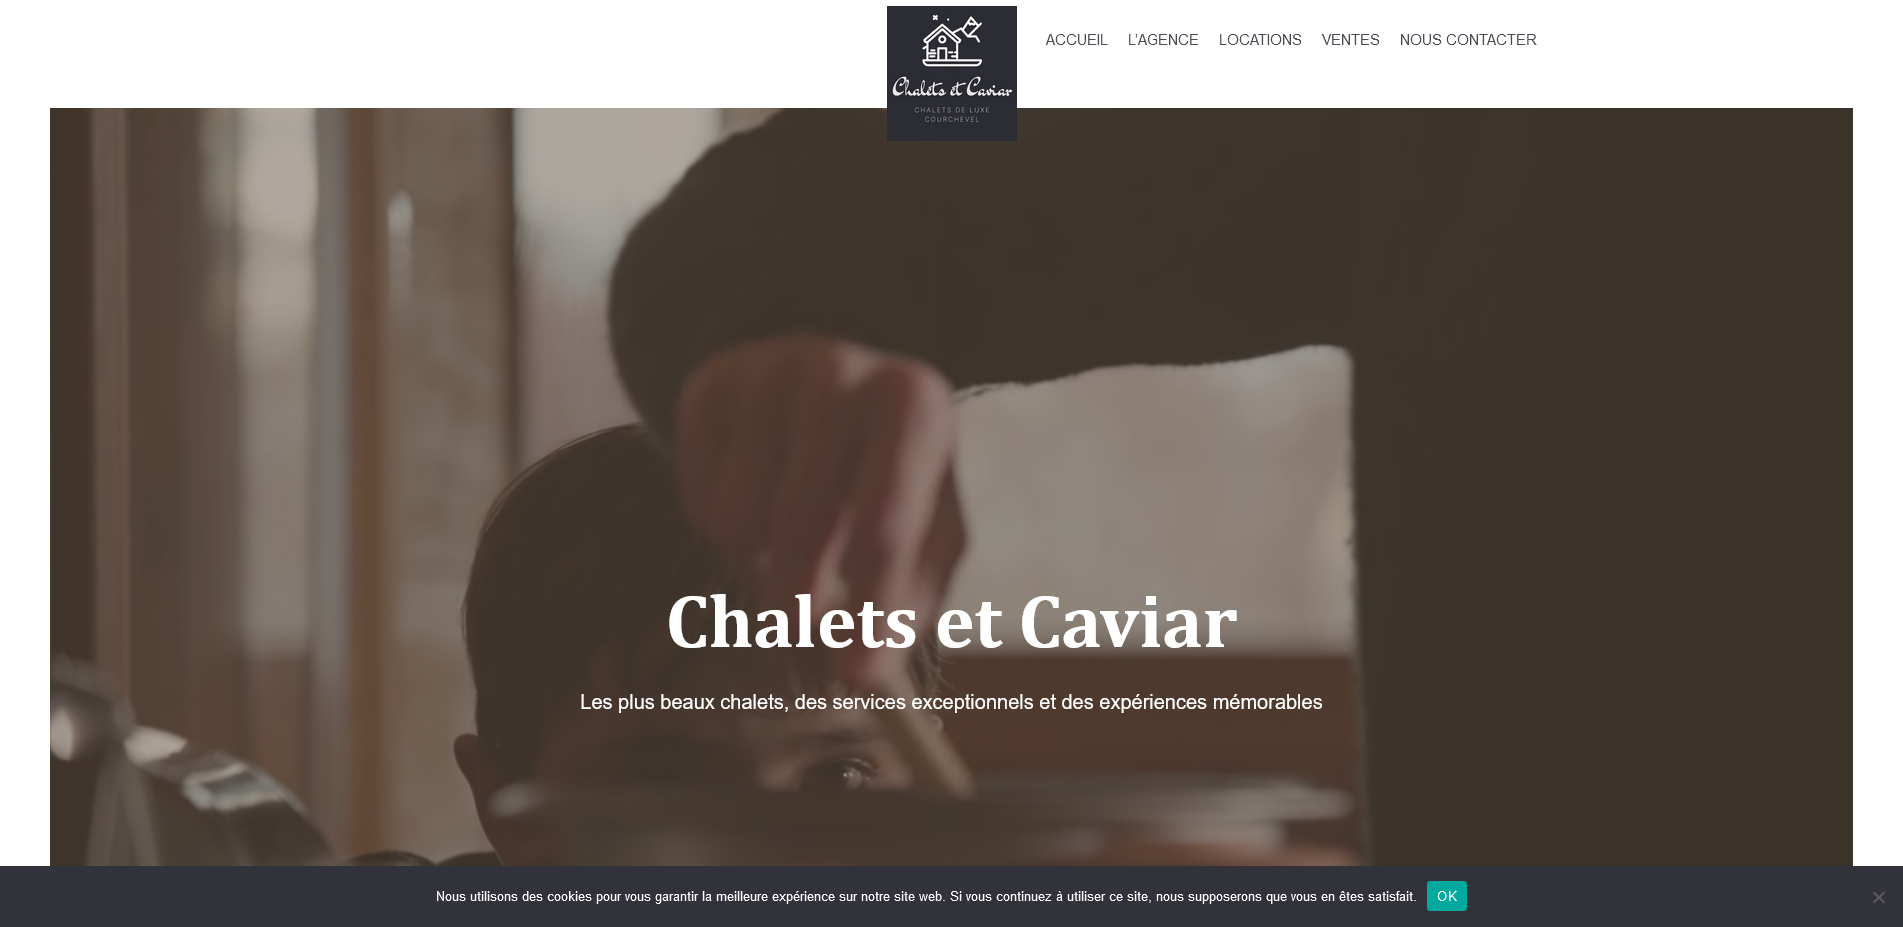 Chalets et Caviar
CHALETS DE LUXE
COURCHEVEL
ACCUEIL L’AGENCE LOCATIONS VENTES NOUS CONTACTER
Chalets et Caviar
Les plus beaux chalets, des services exceptionnels et des expériences mémorables
Nous utilisons des cookies pour vous garantir la meilleure expérience sur notre site web. Si vous continuez à utiliser ce site, nous supposerons que vous en êtes satisfait. OK